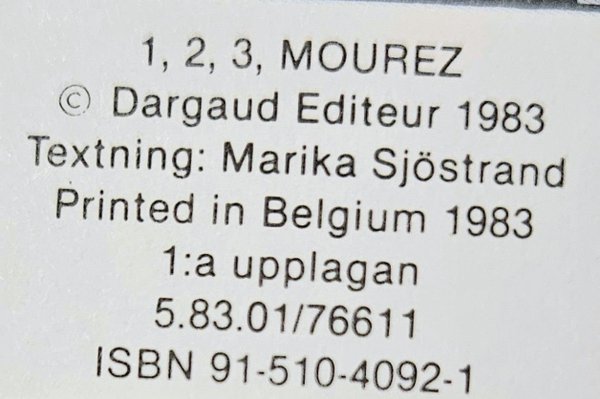 1, 2, 3, MOUREZ
© Dargaud Editeur 1983
Textning: Marika Sjöstrand
Printed in Belgium 1983
1:a upplagan
5.83.01/76611
ISBN 91-510-4092-1